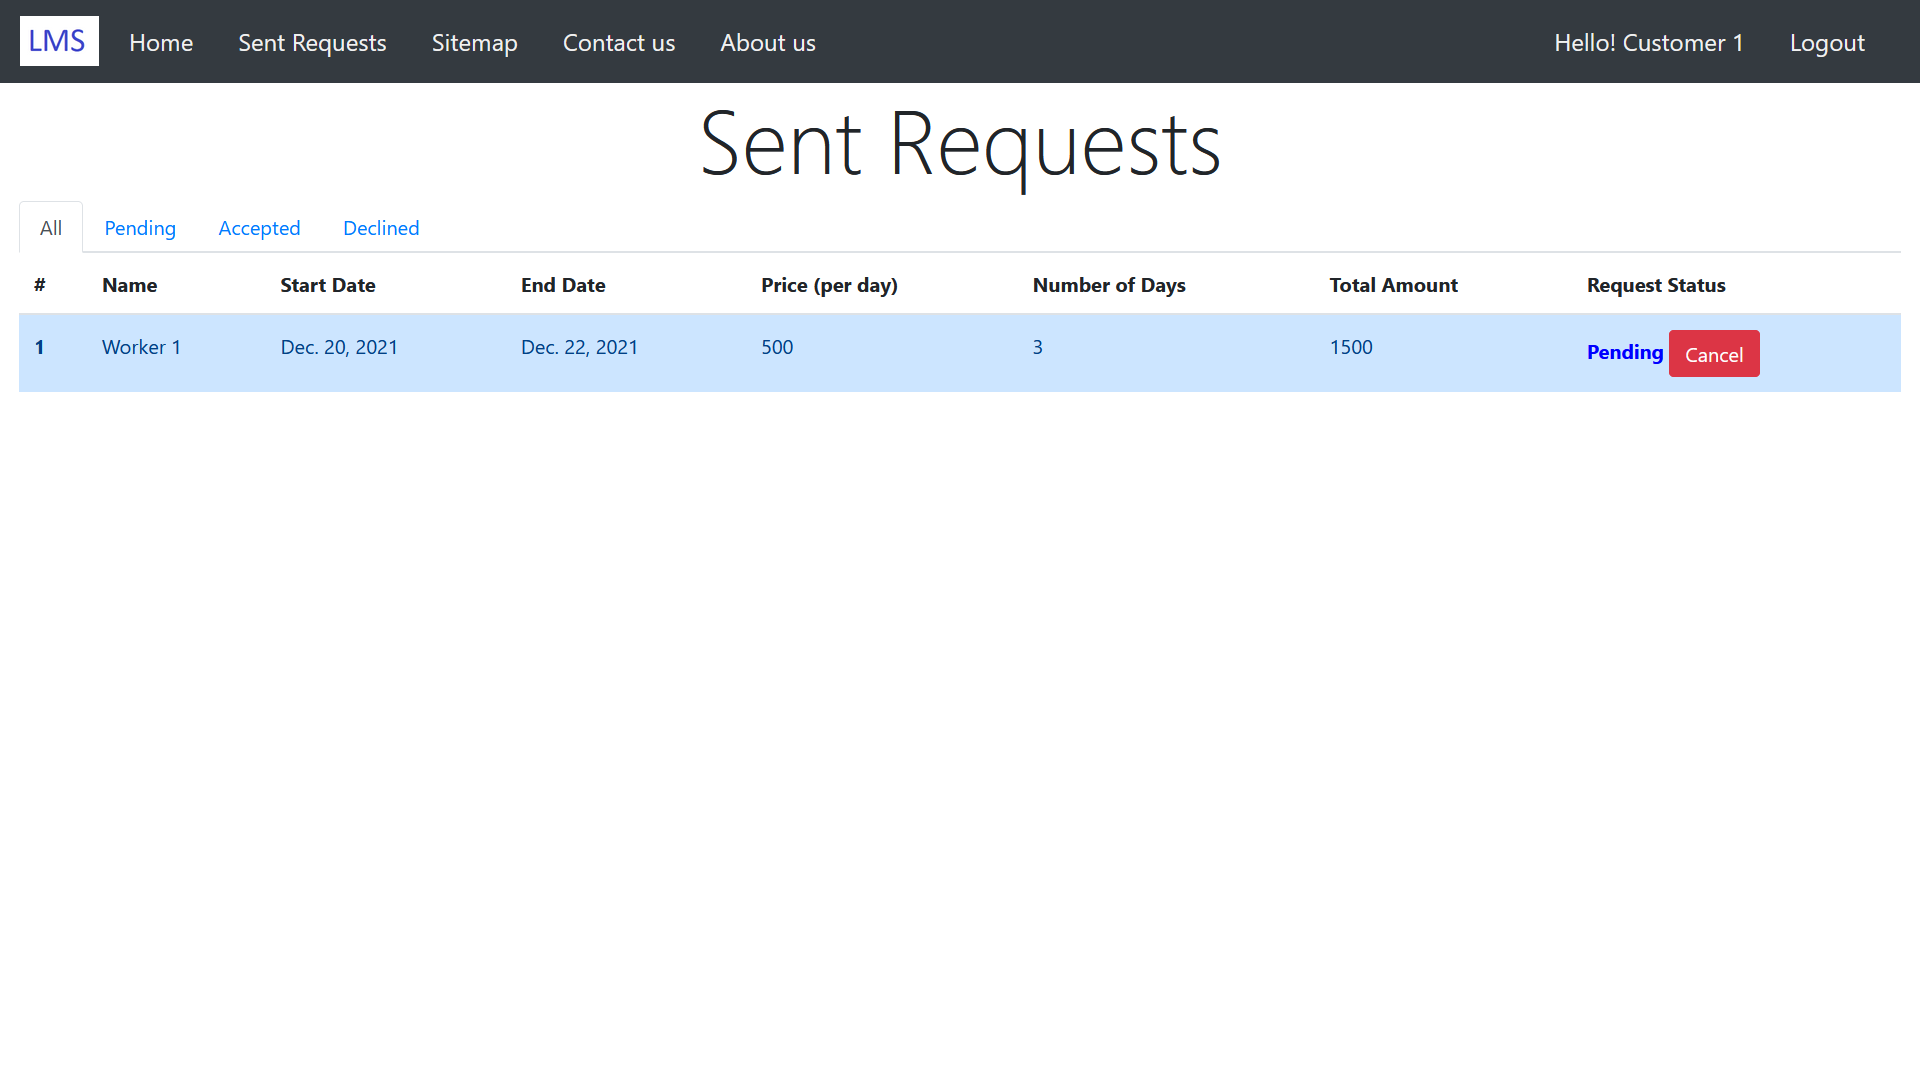 LMS Home Sent Requests Sitemap Contact us About us Hello! Customer 1 Logout
Sent Requests
All Pending Accepted Declined
# Name Start Date End Date Price (per day) Number of Days Total Amount Request Status
1 Worker 1 Dec. 20, 2021 Dec. 22, 2021 500 3 1500 Pending Cancel